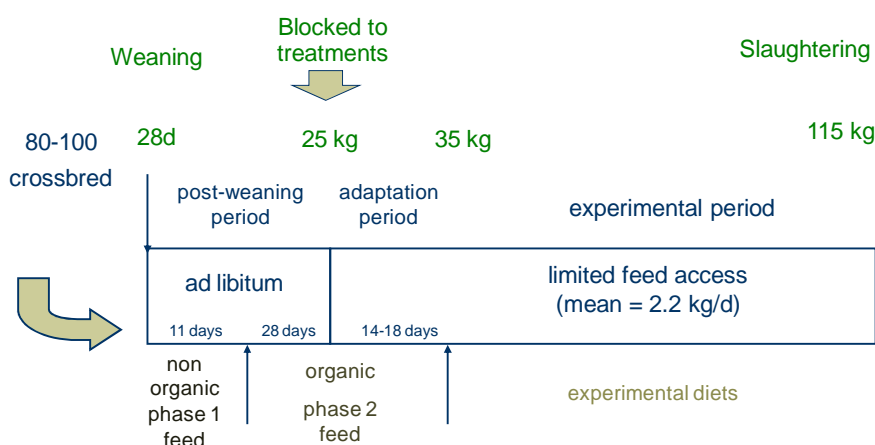 Blocked to
treatments
Weaning
Slaughtering
80-100
crossbred
28d
25 kg
35 kg
115 kg
post-weaning
period
adaptation
period
experimental period
ad libitum
limited feed access
(mean = 2.2 kg/d)
11 days
28 days
14-18 days
non
organic
phase 1
feed
organic
phase 2
feed
experimental diets